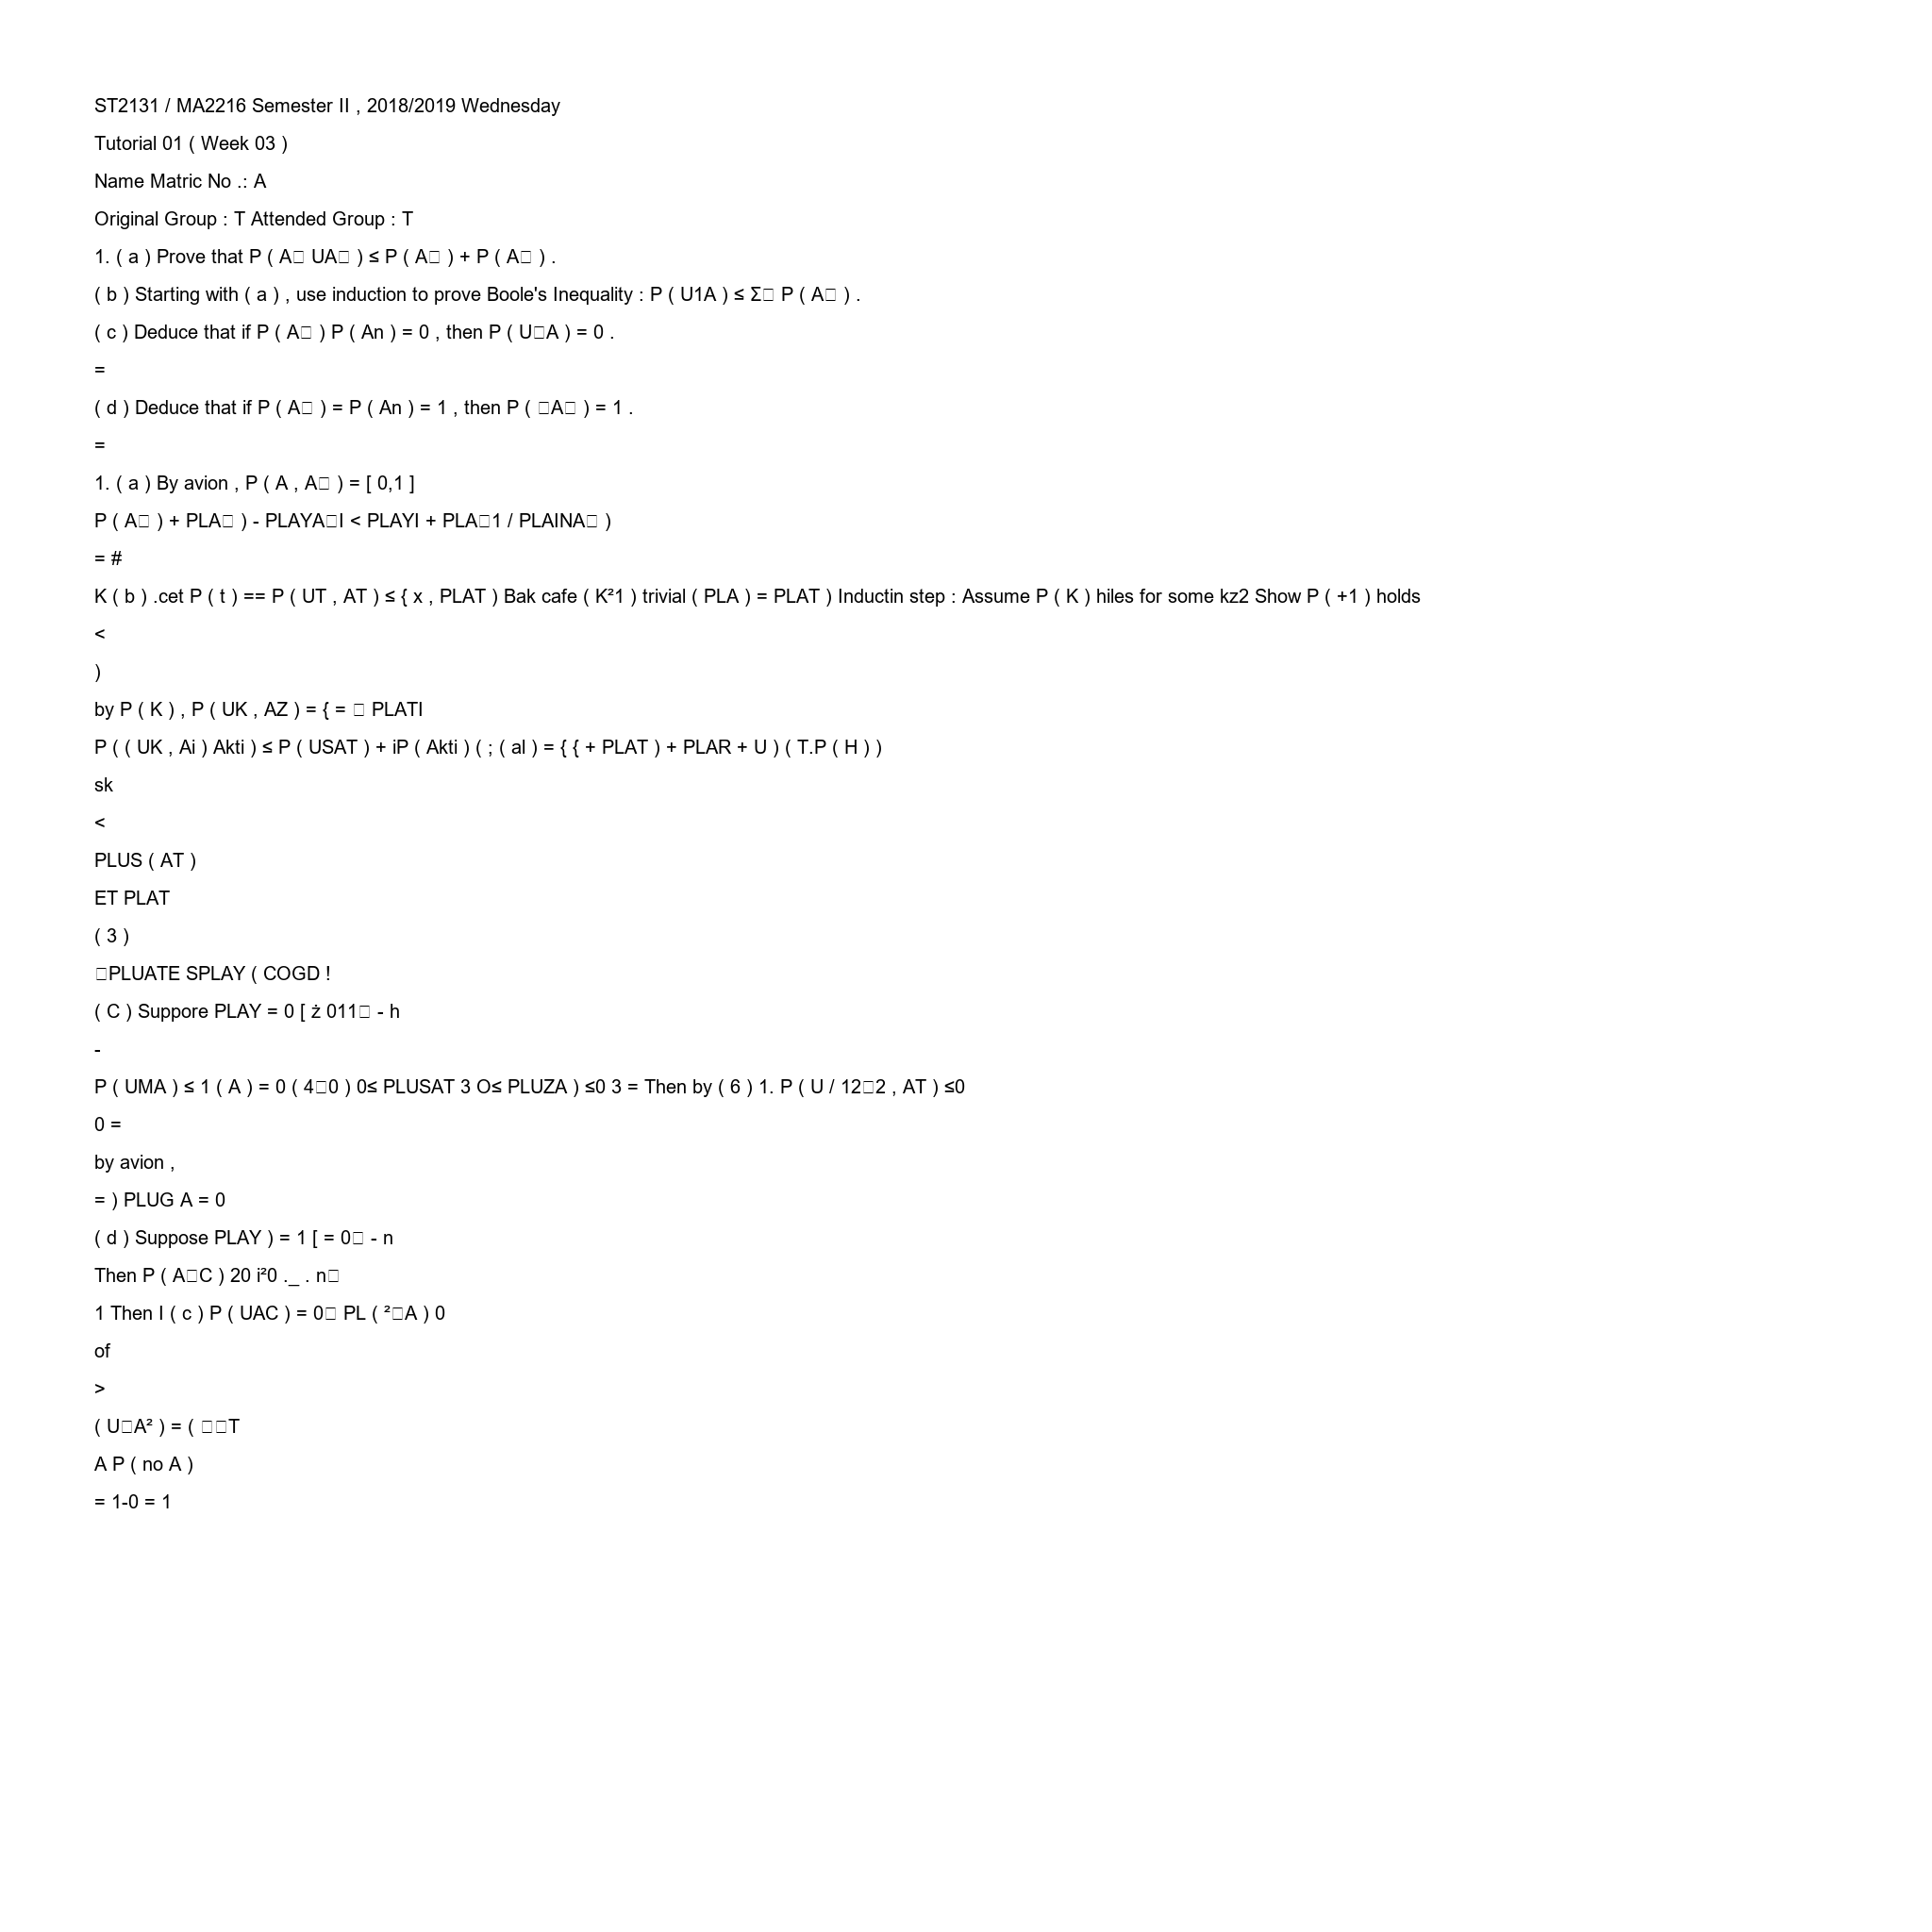 ST2131 / MA2216 Semester II , 2018/2019 Wednesday
Tutorial 01 ( Week 03 )
Name Matric No .: A
Original Group : T Attended Group : T
1. ( a ) Prove that P ( A□ UA□ ) ≤ P ( A□ ) + P ( A□ ) .
( b ) Starting with ( a ) , use induction to prove Boole's Inequality : P ( U1A ) ≤ Σ□ P ( A□ ) .
( c ) Deduce that if P ( A□ ) P ( An ) = 0 , then P ( U□A ) = 0 .
=
( d ) Deduce that if P ( A□ ) = P ( An ) = 1 , then P ( □A□ ) = 1 .
=
1. ( a ) By avion , P ( A , A□ ) = [ 0,1 ]
P ( A□ ) + PLA□ ) - PLAYA□I < PLAYI + PLA□1 / PLAINA□ )
= #
K ( b ) .cet P ( t ) == P ( UT , AT ) ≤ { x , PLAT ) Bak cafe ( K²1 ) trivial ( PLA ) = PLAT ) Inductin step : Assume P ( K ) hiles for some kz2 Show P ( +1 ) holds
<
)
by P ( K ) , P ( UK , AZ ) = { = □ PLATI
P ( ( UK , Ai ) Akti ) ≤ P ( USAT ) + iP ( Akti ) ( ; ( al ) = { { + PLAT ) + PLAR + U ) ( T.P ( H ) )
sk
<
PLUS ( AT )
ET PLAT
( 3 )
□PLUATE SPLAY ( COGD !
( C ) Suppore PLAY = 0 [ ż 011□ - h
-
P ( UMA ) ≤ 1 ( A ) = 0 ( 4□0 ) 0≤ PLUSAT 3 O≤ PLUZA ) ≤0 3 = Then by ( 6 ) 1. P ( U / 12□2 , AT ) ≤0
0 =
by avion ,
= ) PLUG A = 0
( d ) Suppose PLAY ) = 1 [ = 0□ - n
Then P ( A□C ) 20 i²0 ._ . n□
1 Then I ( c ) P ( UAC ) = 0□ PL ( ²□A ) 0
of
>
( U□A² ) = ( □□T
A P ( no A )
= 1-0 = 1